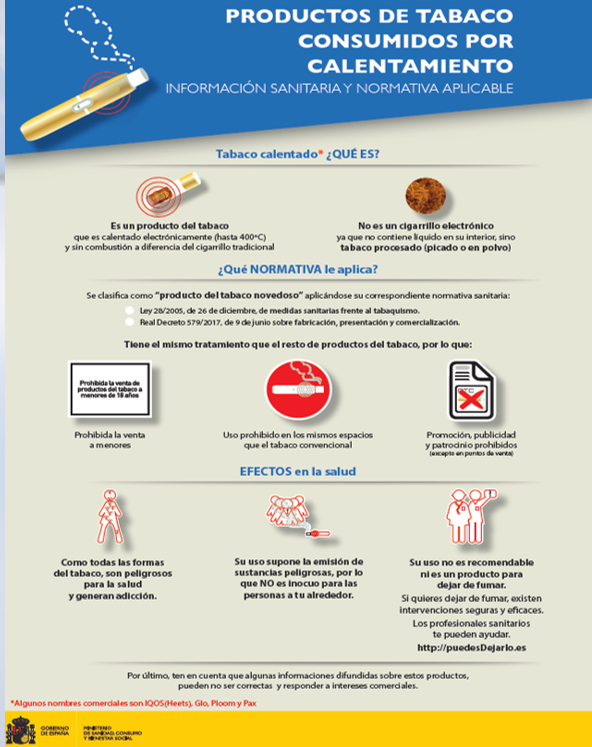 PRODUCTOS DE TABACO
CONSUMIDOS POR
CALENTAMIENTO
INFORMACIÓN SANITARIA Y NORMATIVA APLICABLE
Tabaco calentado* ¿QUÉ ES?
Es un producto del tabaco
que es calentado electrónicamente (hasta 400ºC)
y sin combustión a diferencia del cigarrillo tradicional
No es un cigarrillo electrónico
ya que no contiene líquido en su interior, sino
tabaco procesado (picado o en polvo)
¿Qué NORMATIVA le aplica?
Se clasifica como "producto del tabaco novedoso" aplicándose su correspondiente normativa sanitaria:
Ley 28/2005, de 26 de diciembre, de medidas sanitarias frente al tabaquismo.
Real Decreto 579/2017, de 9 de junio sobre fabricación, presentación y comercialización.
Tiene el mismo tratamiento que el resto de productos del tabaco, por lo que:
Prohibida la venta de
productos del tabaco a
menores de 18 años
Prohibida la venta
a menores
Uso prohibido en los mismos espacios
que el tabaco convencional
Promoción, publicidad
y patrocinio prohibidos
(excepto en puntos de venta)
EFECTOS en la salud
Como todas las formas
del tabaco, son peligrosos
para la salud
y generan adicción.
Su uso supone la emisión de
sustancias peligrosas, por lo
que NO es inocuo para las
personas a tu alrededor.
Su uso no es recomendable
ni es un producto para
dejar de fumar.
Si quieres dejar de fumar, existen
intervenciones seguras y eficaces.
Los profesionales sanitarios
te pueden ayudar.
http://puedesDejarlo.es
Por último, ten en cuenta que algunas informaciones difundidas sobre estos productos,
pueden no ser correctas y responder a intereses comerciales.
*Algunos nombres comerciales son IQOS(Heets), Glo, Ploom y Pax
GOBIERNO
DE ESPAÑA
MINISTERIO
DE SANIDAD, CONSUMO
Y BIENESTAR SOCIAL